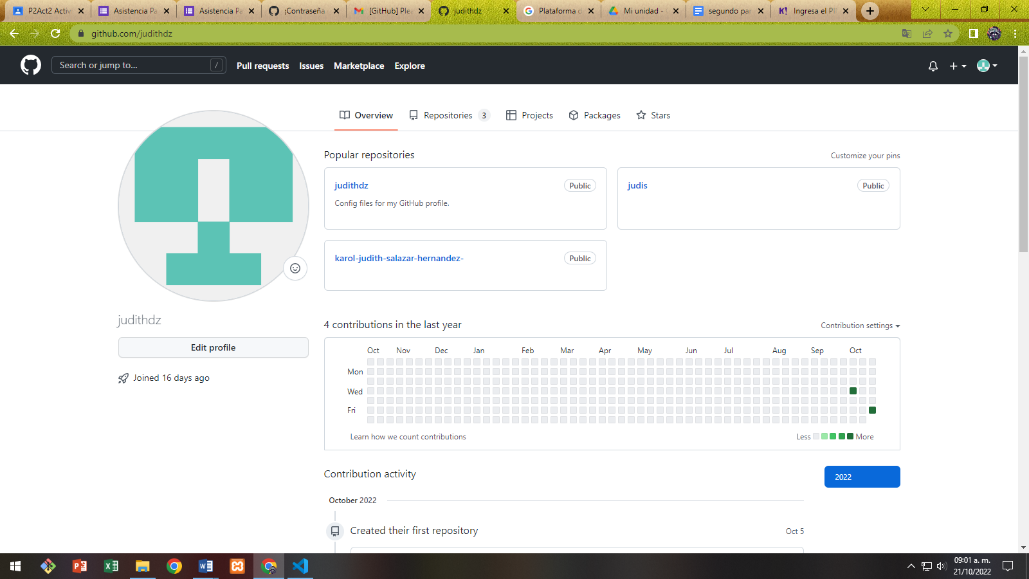 P2Act2 Activ
Asistencia Pa
Asistencia Pa
¡Contraseña
[GitHub] Plea
judithdz
Plataforma d
Mi unidad -
segundo par
Ingresa el PI
github.com/judithdz
Search or jump to...
/
Pull requests
Issues
Marketplace
Explore
Overview
Repositories 3
Projects
Packages
Stars
Popular repositories
Customize your pins
judithdz
Public
Config files for my GitHub profile.
judis
Public
karol-judith-salazar-hernandez-
Public
judithdz
Edit profile
Joined 16 days ago
4 contributions in the last year
Contribution settings
Oct Nov Dec Jan Feb Mar Apr May Jun Jul Aug Sep Oct
Mon
Wed
Fri
Learn how we count contributions
Less More
Contribution activity
2022
October 2022
Created their first repository
Oct 5
09:01 a. m.
21/10/2022